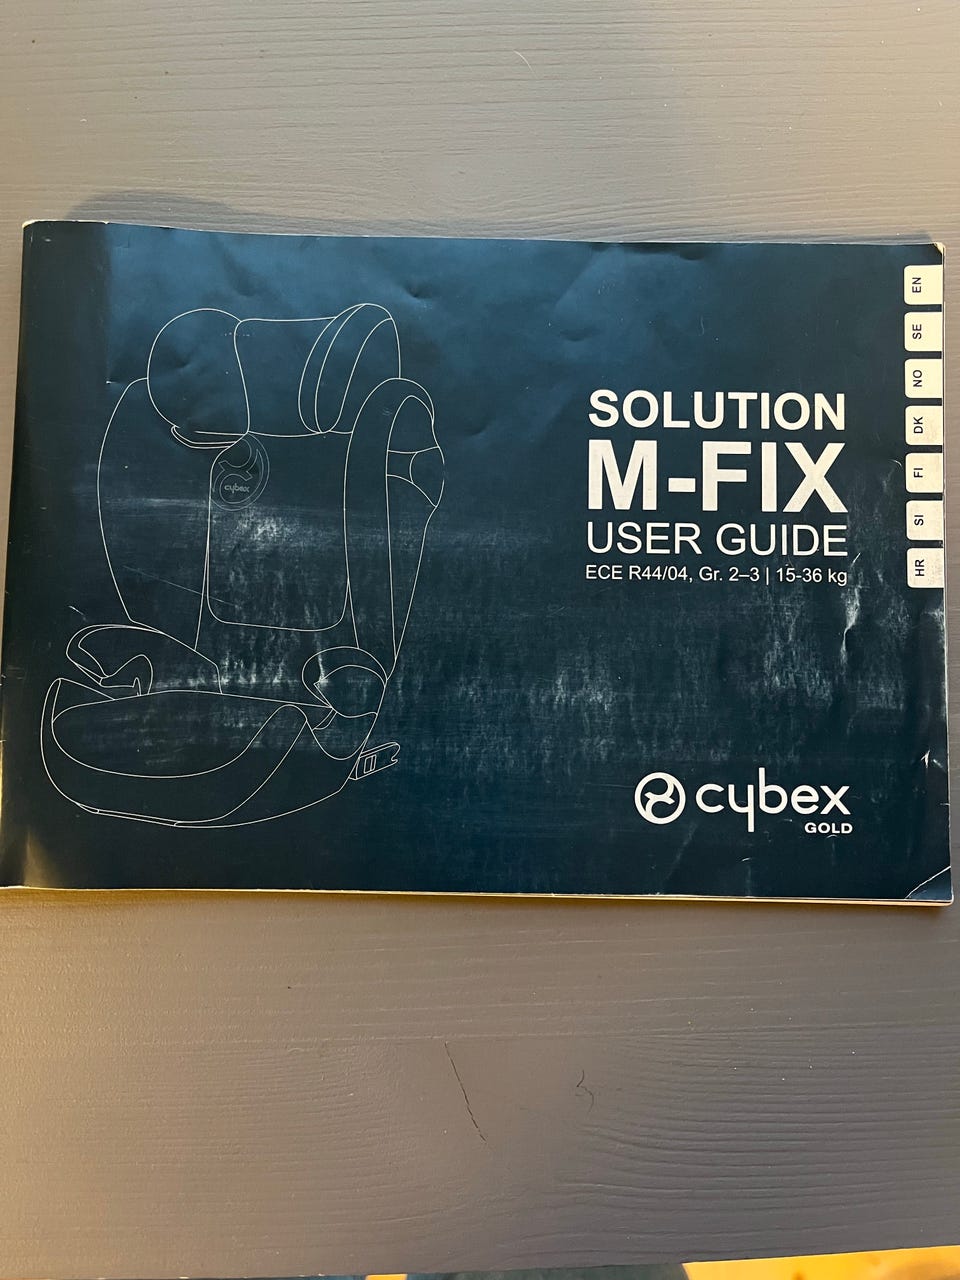 SOLUTION
M-FIX
USER GUIDE
ECE R44/04, Gr. 2–3 | 15-36 kg
cybex
cybex
GOLD
EN
SE
NO
DK
FI
SI
HR